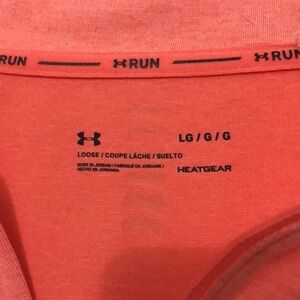 RUN RUN RUN
LG / G / G
LOOSE / COUPE LÂCHE / SUELTO
MADE IN JORDAN / FABRIQUÉ EN JORDANIE /
HECHO EN JORDANIA
HEATGEAR